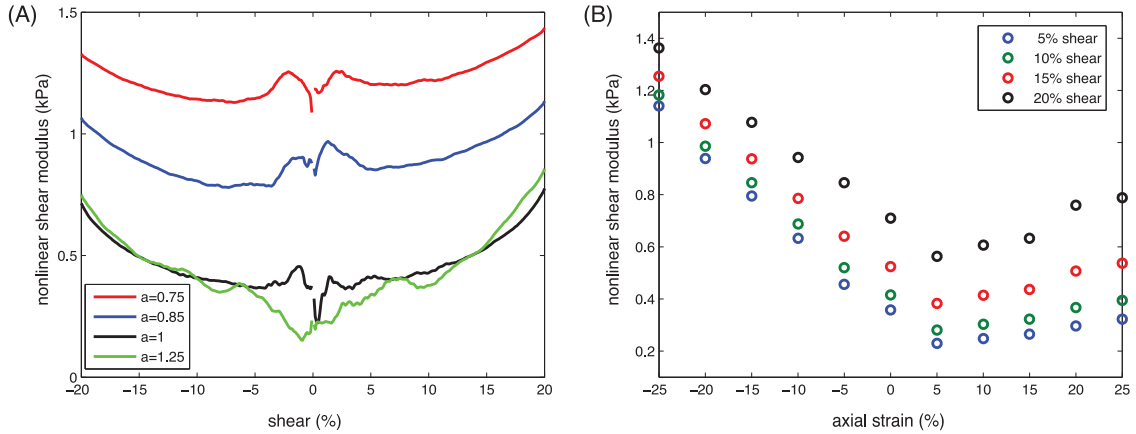 (A)
nonlinear shear modulus (kPa)
1.5
1
0.5
0
−20 −15 −10 −5 0 5 10 15 20
shear (%)
a=0.75
a=0.85
a=1
a=1.25
(B)
nonlinear shear modulus (kPa)
1.4
1.2
1
0.8
0.6
0.4
0.2
−25 −20 −15 −10 −5 0 5 10 15 20 25
axial strain (%)
5% shear
10% shear
15% shear
20% shear